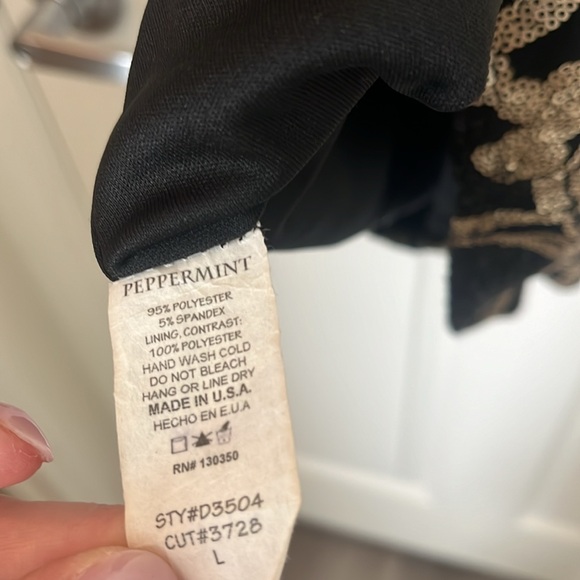 PEPPERMINT
95% POLYESTER
5% SPANDEX
LINING, CONTRAST:
100% POLYESTER
HAND WASH COLD
DO NOT BLEACH
HANG OR LINE DRY
MADE IN U.S.A.
HECHO EN E.U.A
RN# 130350
STY#D3504
CUT#3728
L